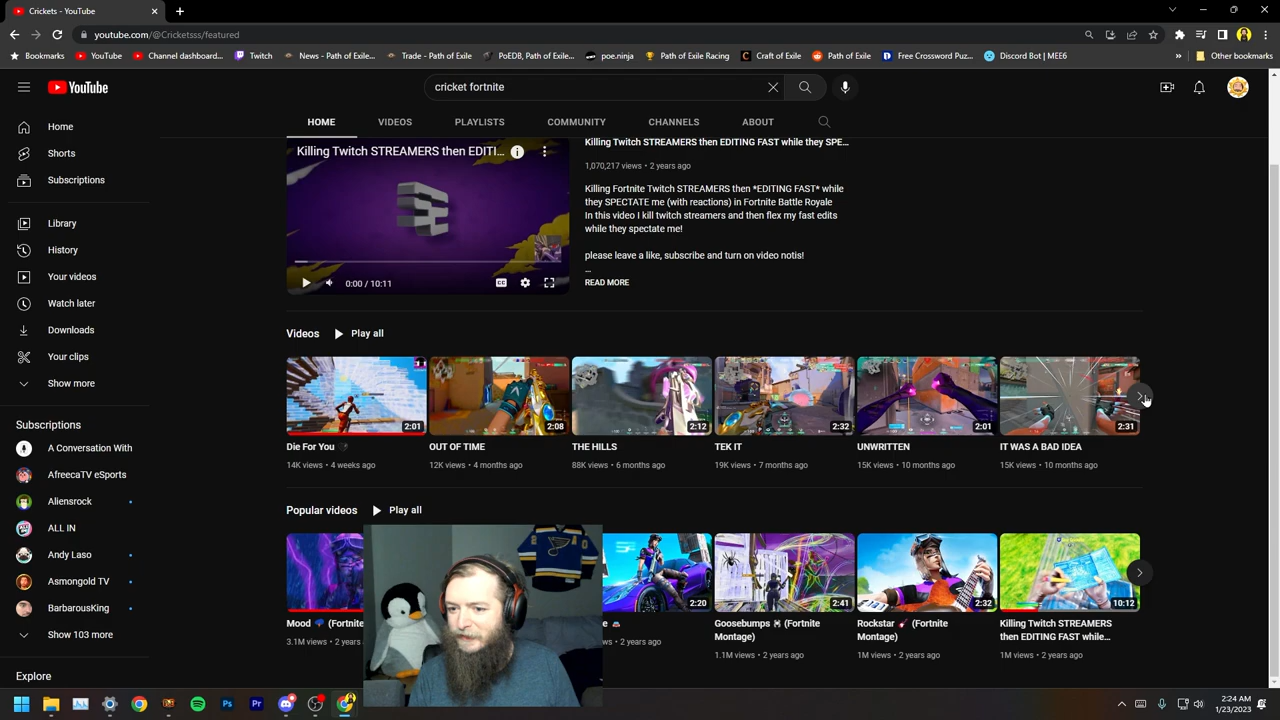 Cricketsss - YouTube
youtube.com/@Cricketsss/featured
Bookmarks
YouTube
Channel dashboard...
Twitch
News - Path of Exile...
Trade - Path of Exile
PoEDB, Path of Exile...
poe.ninja
Path of Exile Racing
Craft of Exile
Path of Exile
Free Crossword Puz...
Discord Bot | MEE6
»
Other bookmarks
YouTube
cricket fortnite
HOME
VIDEOS
PLAYLISTS
COMMUNITY
CHANNELS
ABOUT
Home
Shorts
Subscriptions
Library
History
Your videos
Watch later
Downloads
Your clips
Show more
Subscriptions
A Conversation With
AfreecaTV eSports
Aliensrock
ALL IN
Andy Laso
Asmongold TV
BarbarousKing
Show 103 more
Explore
Killing Twitch STREAMERS then EDITI...
0:00 / 10:11
Killing Twitch STREAMERS then EDITING FAST while they SPE...
1,070,217 views • 2 years ago
Killing Fortnite Twitch STREAMERS then *EDITING FAST* while
they SPECTATE me (with reactions) in Fortnite Battle Royale
In this video I kill twitch streamers and then flex my fast edits
while they spectate me!
please leave a like, subscribe and turn on video notis!
...
READ MORE
Videos
Play all
2:01
2:08
2:12
2:32
2:01
2:31
Die For You
14K views • 4 weeks ago
OUT OF TIME
12K views • 4 months ago
THE HILLS
88K views • 6 months ago
TEK IT
19K views • 7 months ago
UNWRITTEN
15K views • 10 months ago
IT WAS A BAD IDEA
15K views • 10 months ago
Popular videos
Play all
2:20
2:41
2:32
10:12
Mood
(Fortnite
3.1M views • 2 years
Goosebumps
(Fortnite
Montage)
1.1M views • 2 years ago
Rockstar
(Fortnite
Montage)
1M views • 2 years ago
Killing Twitch STREAMERS
then EDITING FAST while...
1M views • 2 years ago
2:24 AM
1/23/2023